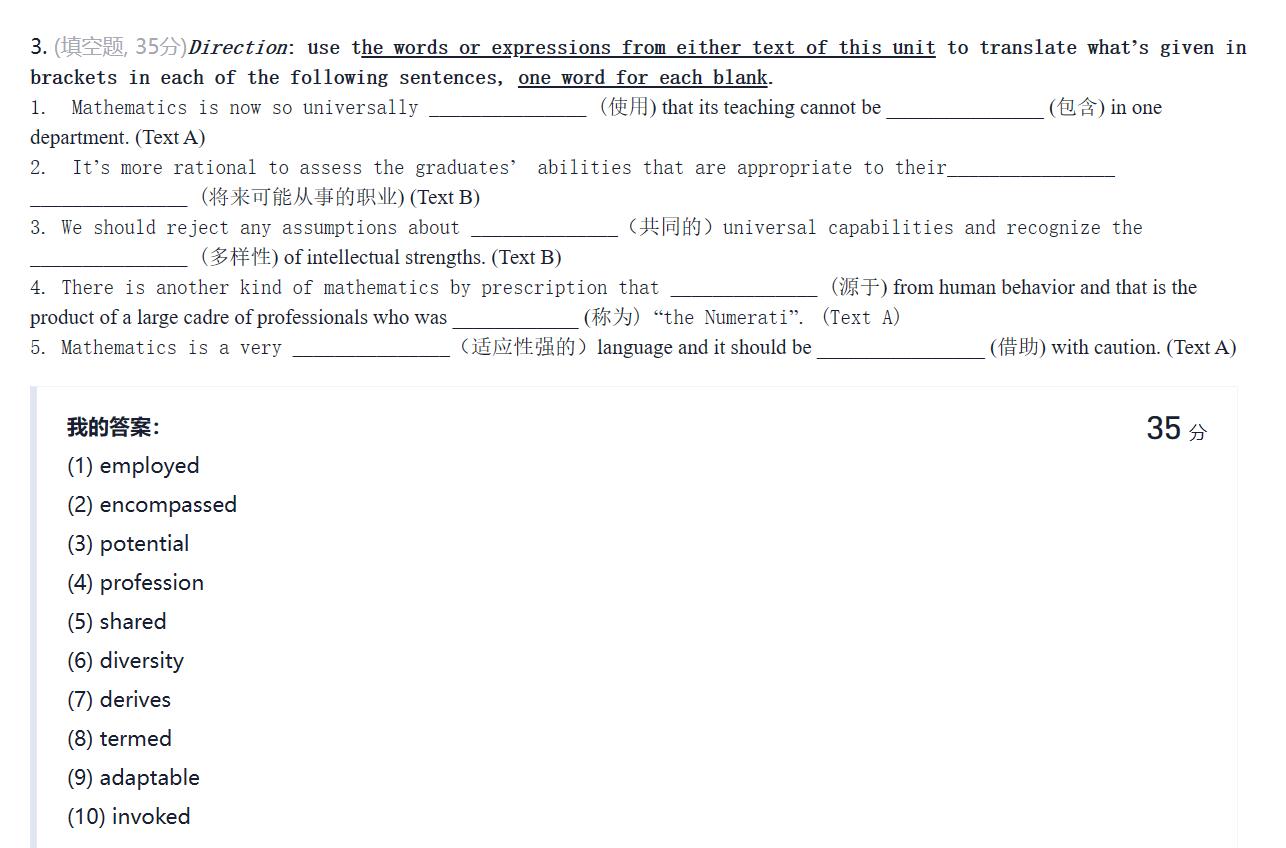 3. (填空题, 35分)Direction: use the words or expressions from either text of this unit to translate what's given in
brackets in each of the following sentences, one word for each blank.
1. Mathematics is now so universally _______________ （使用) that its teaching cannot be _______________ (包含) in one
department. (Text A)
2. It's more rational to assess the graduates' abilities that are appropriate to their________________
_______________ （将来可能从事的职业) (Text B)
3. We should reject any assumptions about ______________（共同的）universal capabilities and recognize the
_______________ （多样性) of intellectual strengths. (Text B)
4. There is another kind of mathematics by prescription that ______________ （源于) from human behavior and that is the
product of a large cadre of professionals who was ____________ (称为） “the Numerati”. （Text A）
5. Mathematics is a very _______________（适应性强的）language and it should be ________________ (借助) with caution. (Text A)
我的答案：
35 分
(1) employed
(2) encompassed
(3) potential
(4) profession
(5) shared
(6) diversity
(7) derives
(8) termed
(9) adaptable
(10) invoked